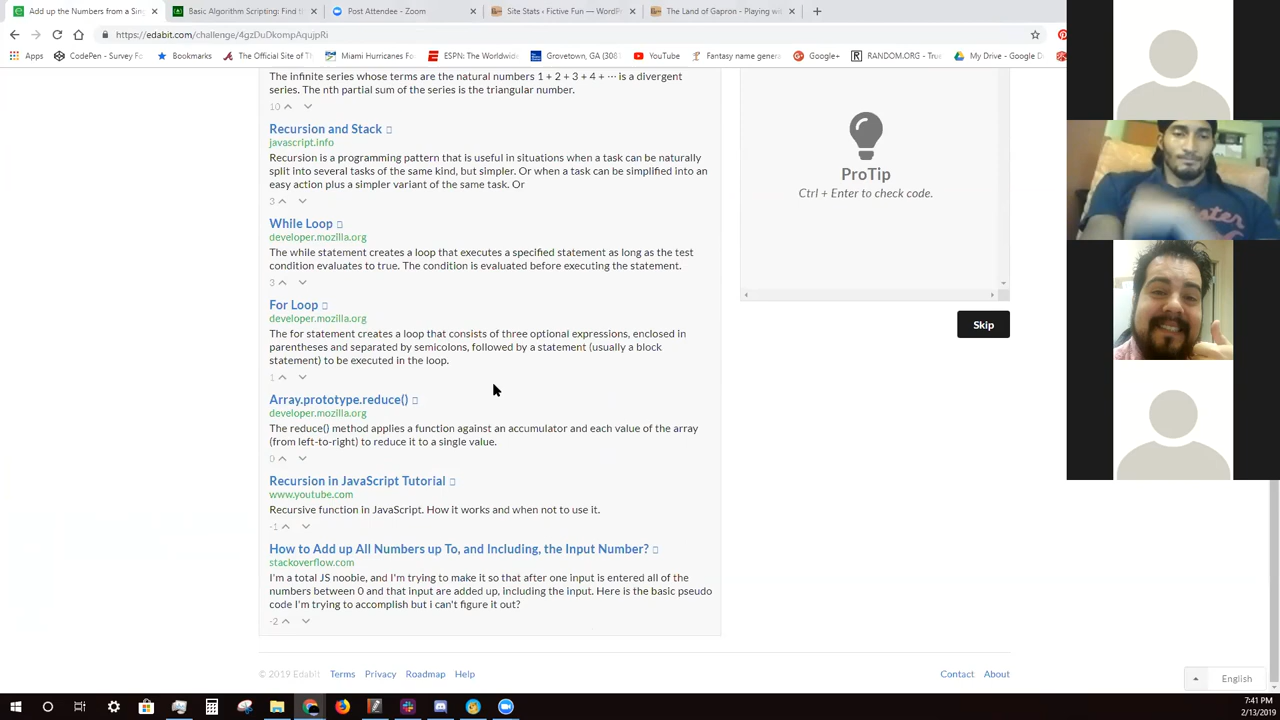 Add up the Numbers from a Sin
Basic Algorithm Scripting: Find t
Post Attendee - Zoom
Site Stats ‹ Fictive Fun — WordP
The Land of Gapron - Playing wi
https://edabit.com/challenge/4gzDuDkompAqujpRi
Apps
CodePen - Survey Fo
Bookmarks
The Official Site of Th
Miami Hurricanes Fo
ESPN: The Worldwide
Grovetown, GA (3081
YouTube
Fantasy name genera
Google+
RANDOM.ORG - True
My Drive - Google D
The infinite series whose terms are the natural numbers 1 + 2 + 3 + 4 + ··· is a divergent
series. The nth partial sum of the series is the triangular number.
10
Recursion and Stack
javascript.info
Recursion is a programming pattern that is useful in situations when a task can be naturally
split into several tasks of the same kind, but simpler. Or when a task can be simplified into an
easy action plus a simpler variant of the same task. Or
3
While Loop
developer.mozilla.org
The while statement creates a loop that executes a specified statement as long as the test
condition evaluates to true. The condition is evaluated before executing the statement.
3
For Loop
developer.mozilla.org
The for statement creates a loop that consists of three optional expressions, enclosed in
parentheses and separated by semicolons, followed by a statement (usually a block
statement) to be executed in the loop.
1
Array.prototype.reduce()
developer.mozilla.org
The reduce() method applies a function against an accumulator and each value of the array
(from left-to-right) to reduce it to a single value.
0
Recursion in JavaScript Tutorial
www.youtube.com
Recursive function in JavaScript. How it works and when not to use it.
-1
How to Add up All Numbers up To, and Including, the Input Number?
stackoverflow.com
I'm a total JS noobie, and I'm trying to make it so that after one input is entered all of the
numbers between 0 and that input are added up, including the input. Here is the basic pseudo
code I'm trying to accomplish but i can't figure it out?
-2
ProTip
Ctrl + Enter to check code.
Skip
© 2019 Edabit
Terms
Privacy
Roadmap
Help
Contact
About
English
7:41 PM
2/13/2019